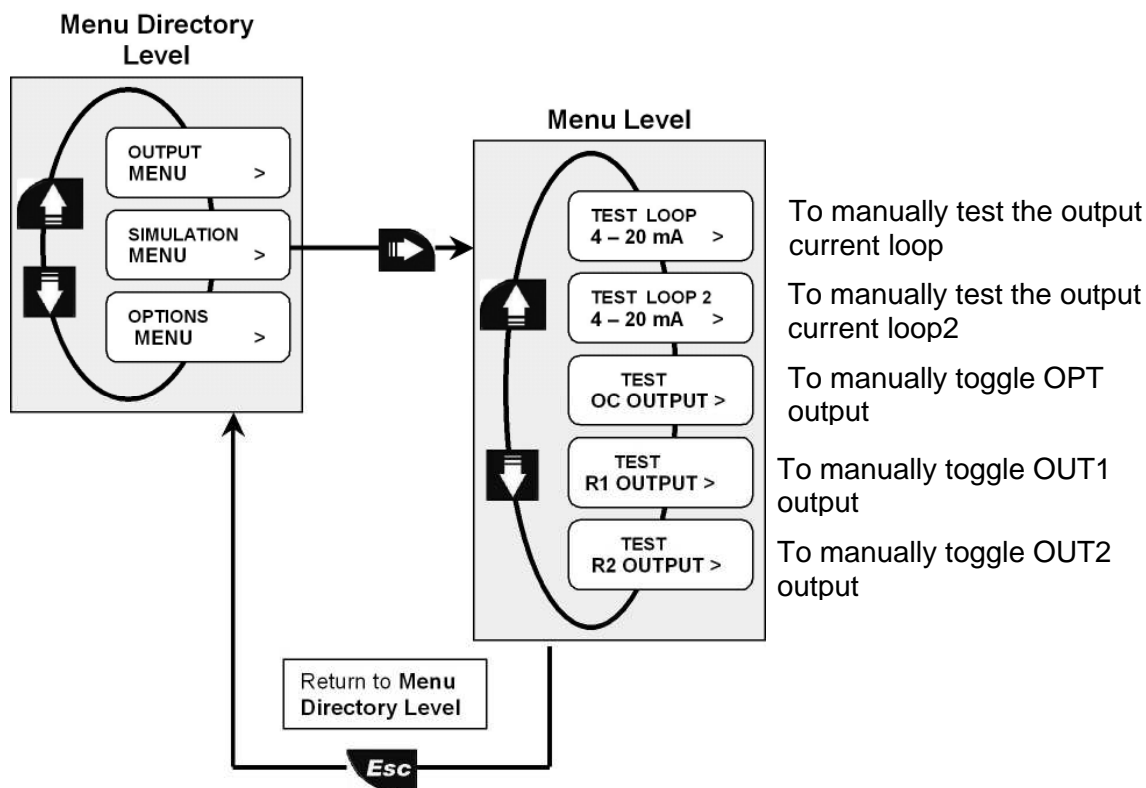 Menu Directory
Level
OUTPUT
MENU >
SIMULATION
MENU >
OPTIONS
MENU >
Menu Level
TEST LOOP
4 – 20 mA >
To manually test the output
current loop
TEST LOOP 2
4 – 20 mA >
To manually test the output
current loop2
TEST
OC OUTPUT >
To manually toggle OPT
output
TEST
R1 OUTPUT >
To manually toggle OUT1
output
TEST
R2 OUTPUT >
To manually toggle OUT2
output
Return to Menu
Directory Level
Esc